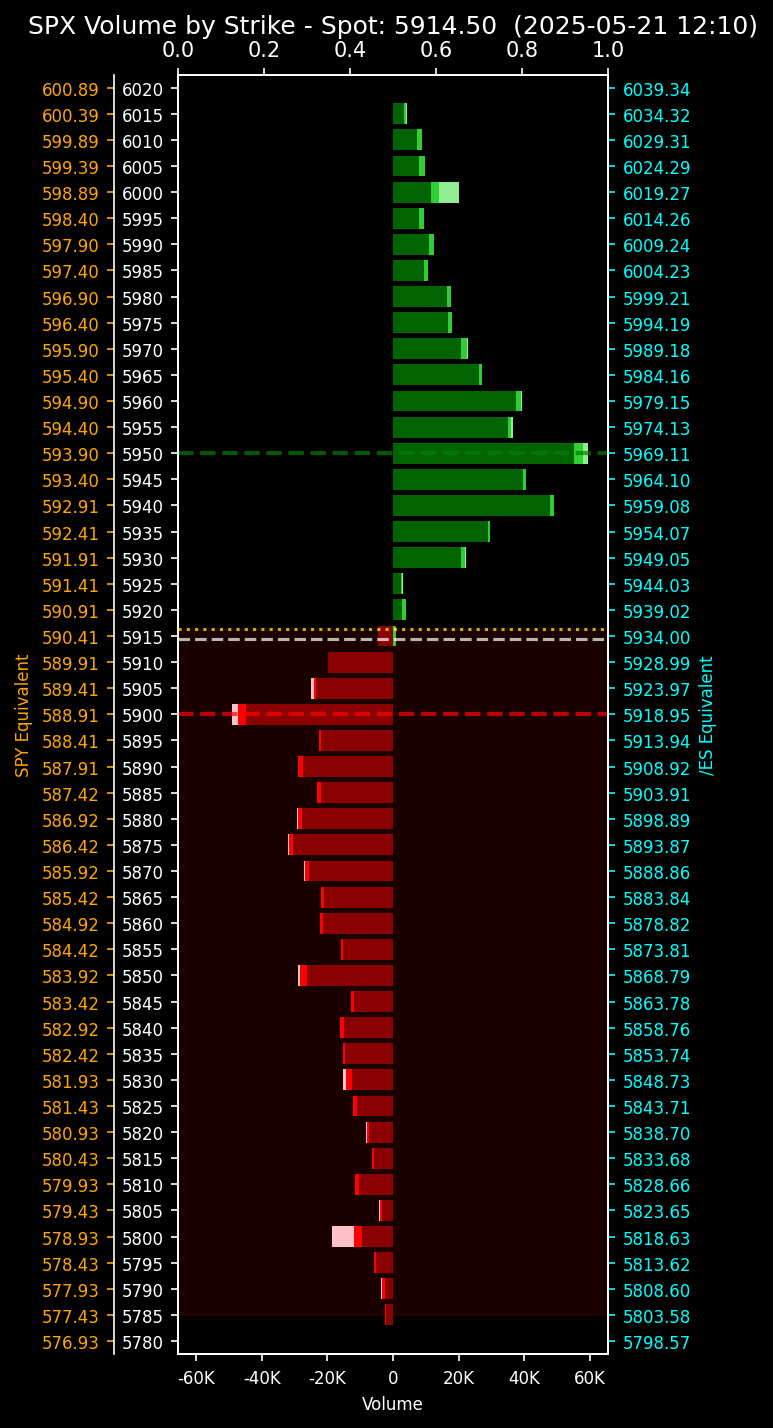 SPX Volume by Strike - Spot: 5914.50 (2025-05-21 12:10)
0.0 0.2 0.4 0.6 0.8 1.0
600.89 6020 6039.34
600.39 6015 6034.32
599.89 6010 6029.31
599.39 6005 6024.29
598.89 6000 6019.27
598.40 5995 6014.26
597.90 5990 6009.24
597.40 5985 6004.23
596.90 5980 5999.21
596.40 5975 5994.19
595.90 5970 5989.18
595.40 5965 5984.16
594.90 5960 5979.15
594.40 5955 5974.13
593.90 5950 5969.11
593.40 5945 5964.10
592.91 5940 5959.08
592.41 5935 5954.07
591.91 5930 5949.05
591.41 5925 5944.03
590.91 5920 5939.02
590.41 5915 5934.00
589.91 5910 5928.99
589.41 5905 5923.97
588.91 5900 5918.95
588.41 5895 5913.94
587.91 5890 5908.92
587.42 5885 5903.91
586.92 5880 5898.89
586.42 5875 5893.87
585.92 5870 5888.86
585.42 5865 5883.84
584.92 5860 5878.82
584.42 5855 5873.81
583.92 5850 5868.79
583.42 5845 5863.78
582.92 5840 5858.76
582.42 5835 5853.74
581.93 5830 5848.73
581.43 5825 5843.71
580.93 5820 5838.70
580.43 5815 5833.68
579.93 5810 5828.66
579.43 5805 5823.65
578.93 5800 5818.63
578.43 5795 5813.62
577.93 5790 5808.60
577.43 5785 5803.58
576.93 5780 5798.57
SPY Equivalent
/ES Equivalent
-60K -40K -20K 0 20K 40K 60K
Volume